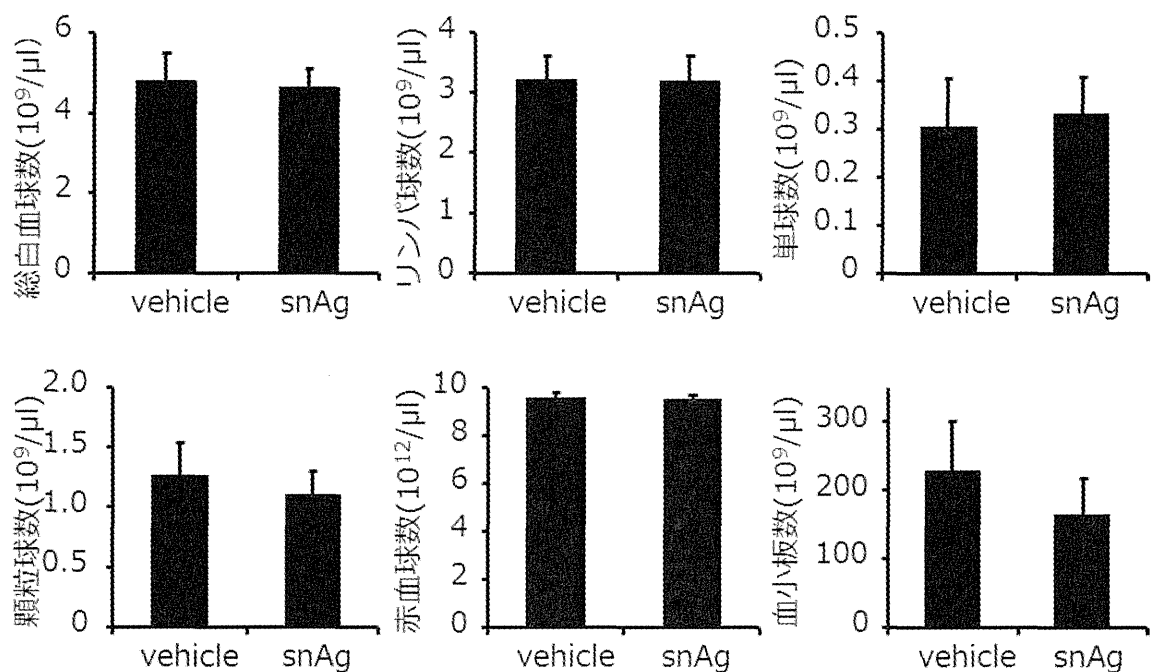 総白血球数(10⁹/μl)
6
4
2
0
vehicle snAg
リンパ球数(10⁹/μl)
4
3
2
1
0
vehicle snAg
単球数(10⁹/μl)
0.5
0.4
0.3
0.2
0.1
0
vehicle snAg
顆粒球数(10⁹/μl)
2.0
1.5
1.0
0.5
0
vehicle snAg
赤血球数(10¹²/μl)
10
8
6
4
2
0
vehicle snAg
血小板数(10⁹/μl)
300
200
100
0
vehicle snAg